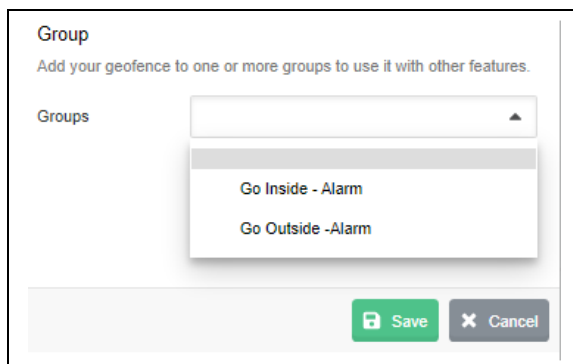 Group
Add your geofence to one or more groups to use it with other features.
Groups
Go Inside - Alarm
Go Outside -Alarm
Save
Cancel